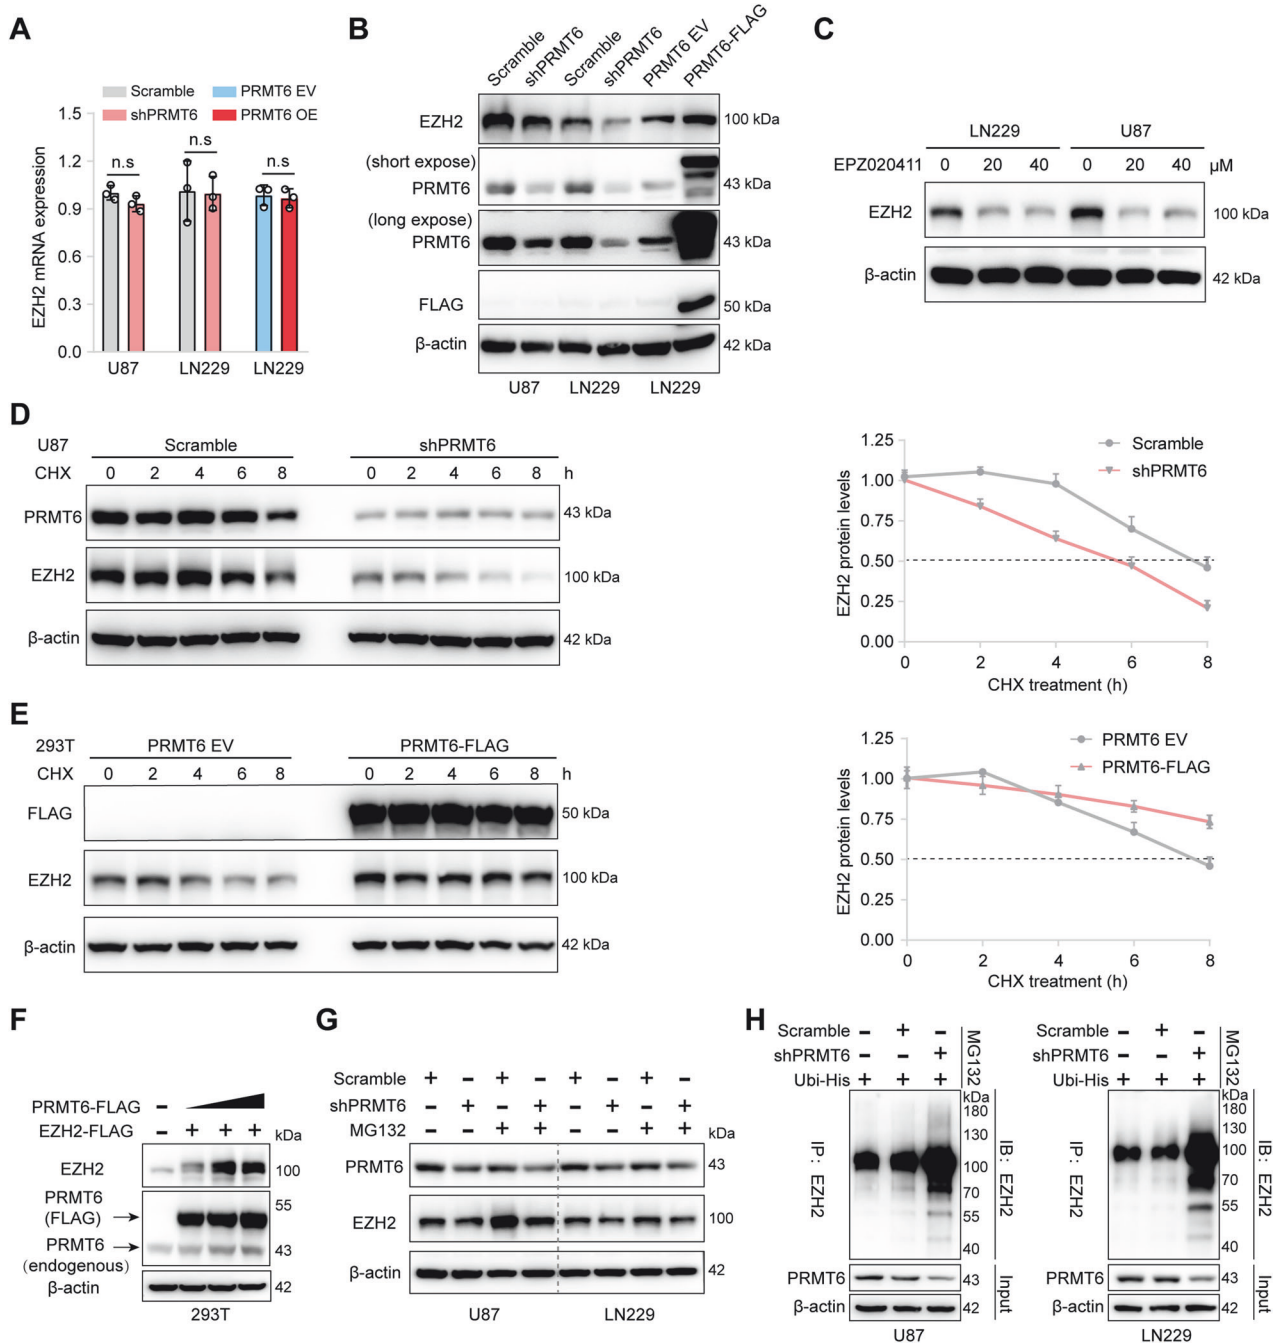 A
Scramble
PRMT6 EV
shPRMT6
PRMT6 OE
EZH2 mRNA expression
1.5
1.2
0.9
0.6
0.3
0.0
n.s
n.s
n.s
U87
LN229
LN229
B
Scramble
shPRMT6
Scramble
shPRMT6
PRMT6 EV
PRMT6-FLAG
EZH2
100 kDa
(short expose)
PRMT6
43 kDa
(long expose)
PRMT6
43 kDa
FLAG
50 kDa
β-actin
42 kDa
U87
LN229
LN229
C
LN229
U87
EPZ020411 0 20 40 0 20 40 μM
EZH2
100 kDa
β-actin
42 kDa
D
U87 Scramble shPRMT6
CHX 0 2 4 6 8 0 2 4 6 8 h
PRMT6
43 kDa
EZH2
100 kDa
β-actin
42 kDa
Scramble
shPRMT6
EZH2 protein levels
1.25
1.00
0.75
0.50
0.25
0.00
0 2 4 6 8
CHX treatment (h)
E
293T PRMT6 EV PRMT6-FLAG
CHX 0 2 4 6 8 0 2 4 6 8 h
FLAG
50 kDa
EZH2
100 kDa
β-actin
42 kDa
PRMT6 EV
PRMT6-FLAG
EZH2 protein levels
1.25
1.00
0.75
0.50
0.25
0.00
0 2 4 6 8
CHX treatment (h)
F
PRMT6-FLAG –
EZH2-FLAG – + + + kDa
EZH2
100
PRMT6
(FLAG)
55
PRMT6
(endogenous)
43
β-actin
42
293T
G
Scramble + – + – + – + –
shPRMT6 – + – + – + – +
MG132 – – + + – – + +
kDa
PRMT6
43
EZH2
100
β-actin
42
U87
LN229
H
Scramble – + –
shPRMT6 – – +
Ubi-His + + +
MG132
kDa
180
130
100
70
55
40
IP: EZH2
IB: EZH2
PRMT6
43
β-actin
42
Input
U87
Scramble – + –
shPRMT6 – – +
Ubi-His + + +
MG132
kDa
180
130
100
70
55
40
IP: EZH2
IB: EZH2
PRMT6
43
β-actin
42
Input
LN229